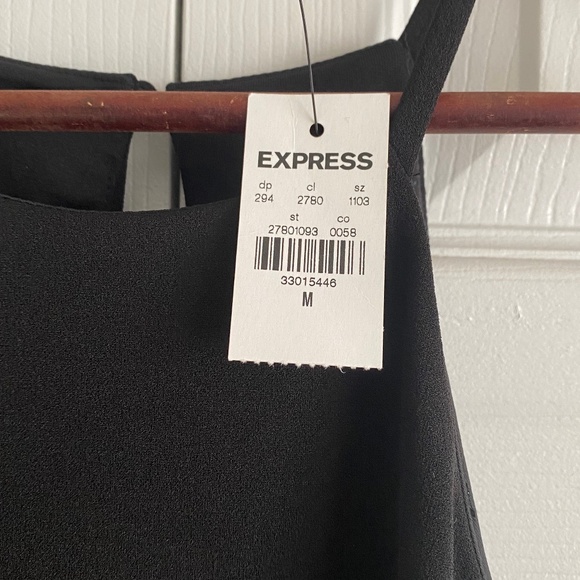 EXPRESS
dp cl sz
294 2780 1103
st co
27801093 0058
33015446
M